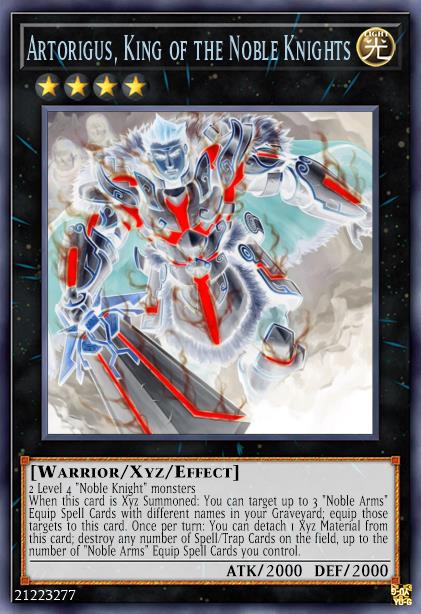 Artorigus, King of the Noble Knights
LIGHT
光
[Warrior/Xyz/Effect]
2 Level 4 "Noble Knight" monsters
When this card is Xyz Summoned: You can target up to 3 "Noble Arms"
Equip Spell Cards with different names in your Graveyard; equip those
targets to this card. Once per turn: You can detach 1 Xyz Material from
this card; destroy any number of Spell/Trap Cards on the field, up to the
number of "Noble Arms" Equip Spell Cards you control.
ATK/2000 DEF/2000
21223277